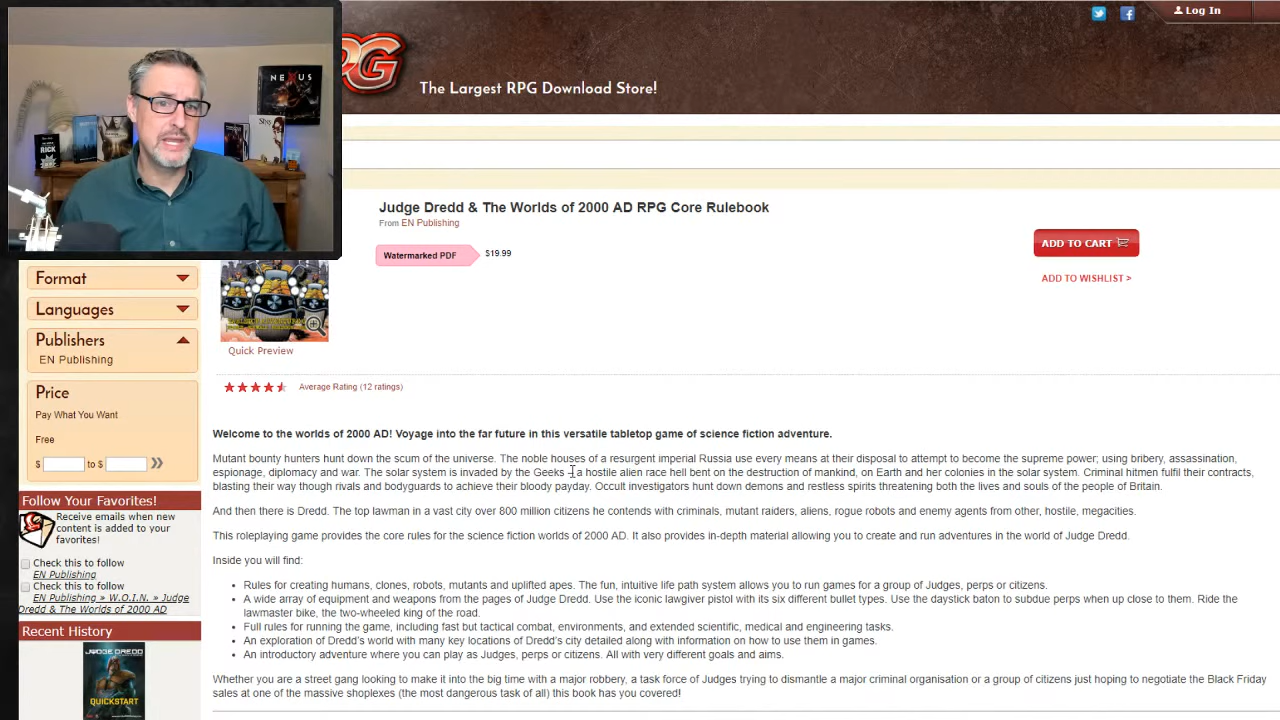 Log In
RPG
The Largest RPG Download Store!
NEXUS
RICK
Judge Dredd & The Worlds of 2000 AD RPG Core Rulebook
From EN Publishing
Watermarked PDF
$19.99
ADD TO CART
ADD TO WISHLIST >
Format
Languages
Publishers
EN Publishing
Price
Pay What You Want
Free
$ to $ »
Quick Preview
Average Rating (12 ratings)
Welcome to the worlds of 2000 AD! Voyage into the far future in this versatile tabletop game of science fiction adventure.
Mutant bounty hunters hunt down the scum of the universe. The noble houses of a resurgent imperial Russia use every means at their disposal to attempt to become the supreme power; using bribery, assassination,
espionage, diplomacy and war. The solar system is invaded by the Geeks – a hostile alien race hell bent on the destruction of mankind, on Earth and her colonies in the solar system. Criminal hitmen fulfil their contracts,
blasting their way though rivals and bodyguards to achieve their bloody payday. Occult investigators hunt down demons and restless spirits threatening both the lives and souls of the people of Britain.
And then there is Dredd. The top lawman in a vast city over 800 million citizens he contends with criminals, mutant raiders, aliens, rogue robots and enemy agents from other, hostile, megacities.
This roleplaying game provides the core rules for the science fiction worlds of 2000 AD. It also provides in-depth material allowing you to create and run adventures in the world of Judge Dredd.
Inside you will find:
• Rules for creating humans, clones, robots, mutants and uplifted apes. The fun, intuitive life path system allows you to run games for a group of Judges, perps or citizens.
• A wide array of equipment and weapons from the pages of Judge Dredd. Use the iconic lawgiver pistol with its six different bullet types. Use the daystick baton to subdue perps when up close to them. Ride the
lawmaster bike, the two-wheeled king of the road.
• Full rules for running the game, including fast but tactical combat, environments, and extended scientific, medical and engineering tasks.
• An exploration of Dredd's world with many key locations of Dredd's city detailed along with information on how to use them in games.
• An introductory adventure where you can play as Judges, perps or citizens. All with very different goals and aims.
Whether you are a street gang looking to make it into the big time with a major robbery, a task force of Judges trying to dismantle a major criminal organisation or a group of citizens just hoping to negotiate the Black Friday
sales at one of the massive shoplexes (the most dangerous task of all) this book has you covered!
Follow Your Favorites!
Receive emails when new
content is added to your
favorites!
Check this to follow
EN Publishing
Check this to follow
EN Publishing » W.O.I.N. » Judge
Dredd & The Worlds of 2000 AD
Recent History
JUDGE DREDD
QUICKSTART